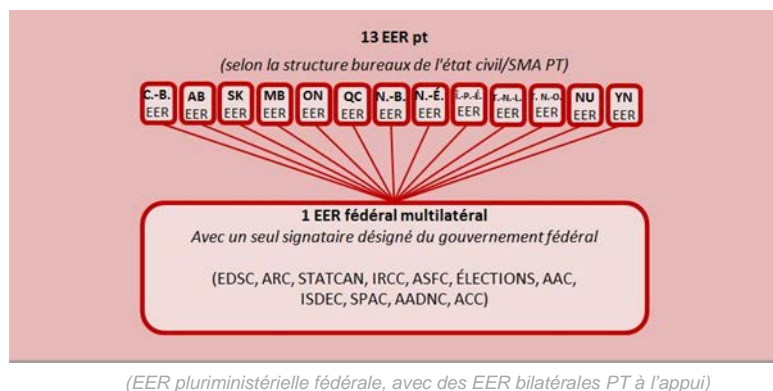 13 EER pt
(selon la structure bureaux de l'état civil/SMA PT)
C.-B. AB SK MB ON QC N.-B. N.-É. Î.-P.-É. T.-N.-L. T. N.-O. NU YN
EER EER EER EER EER EER EER EER EER EER EER EER EER
1 EER fédéral multilatéral
Avec un seul signataire désigné du gouvernement fédéral
(EDSC, ARC, STATCAN, IRCC, ASFC, ÉLECTIONS, AAC,
ISDEC, SPAC, AADNC, ACC)
(EER pluriministérielle fédérale, avec des EER bilatérales PT à l'appui)